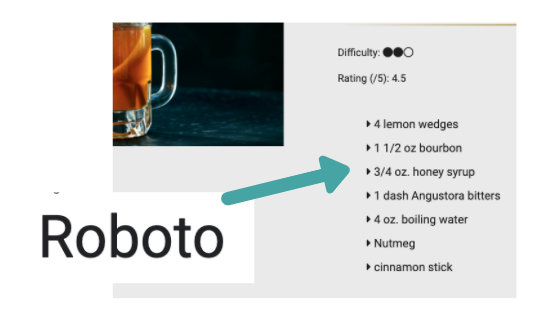 Difficulty: ●●○
Rating (/5): 4.5
4 lemon wedges
1 1/2 oz bourbon
3/4 oz. honey syrup
1 dash Angustora bitters
4 oz. boiling water
Nutmeg
cinnamon stick
Roboto